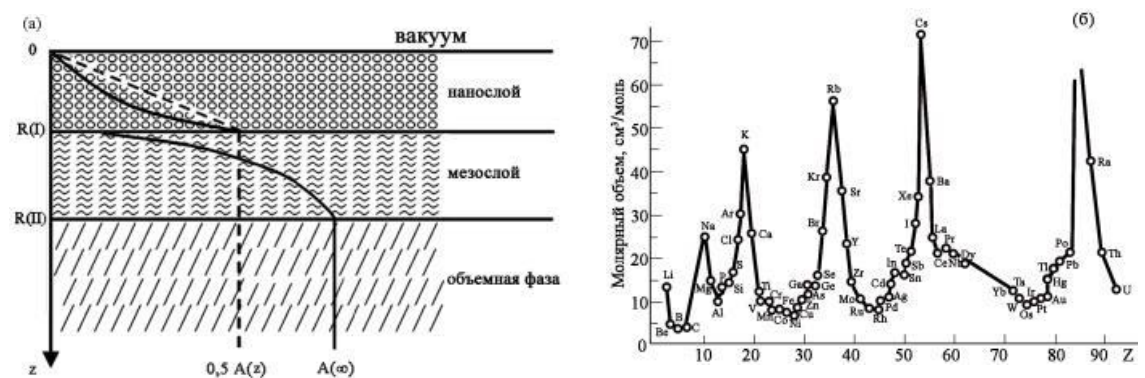 (а)
вакуум
0
нанослой
R(I)
мезослой
R(II)
объемная фаза
z
0,5 A(z)
A(∞)
(б)
Молярный объем, см³/моль
70
60
50
40
30
20
10
0
10
20
30
40
50
60
70
80
90
100
Z
Li
Be
B
C
Na
Mg
Al
P
Si
S
Cl
Ar
K
Ca
Ti
V
Cr
Mn
Fe
Co
Ni
Cu
Zn
Ga
As
Ge
Se
Br
Kr
Rb
Sr
Y
Zr
Mo
Ru
Rh
Pd
Ag
Cd
In
Sn
Sb
Te
I
Xe
Cs
Ba
La
Ce
Pr
Nd
Dy
Yb
Ta
W
Os
Ir
Pt
Au
Hg
Tl
Pb
Po
Ra
Th
U